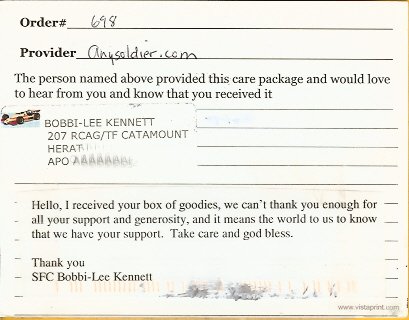 Order# 698
Provider anysoldier.com
The person named above provided this care package and would love
to hear from you and know that you received it
BOBBI-LEE KENNETT
207 RCAG/TF CATAMOUNT
HERAT
APO
Hello, I received your box of goodies, we can't thank you enough for
all your support and generosity, and it means the world to us to know
that we have your support.  Take care and god bless.
Thank you
SFC Bobbi-Lee Kennett
www.vistaprint.com